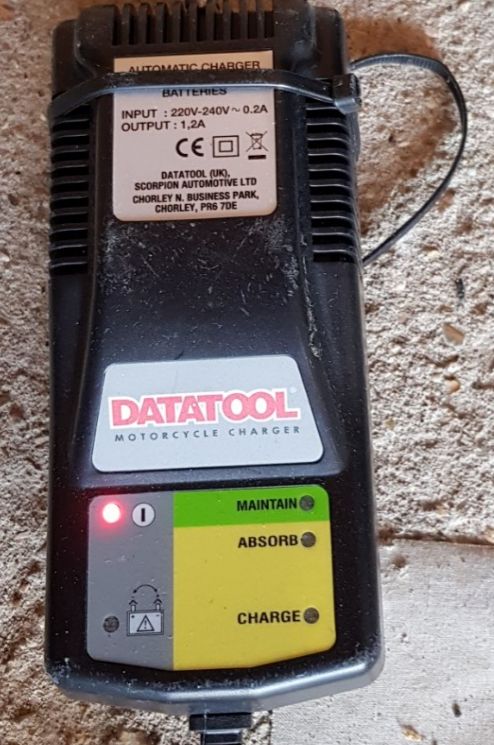 AUTOMATIC CHARGER
BATTERIES
INPUT : 220V-240V ~ 0.2A
OUTPUT : 1,2A
CE
DATATOOL (UK),
SCORPION AUTOMOTIVE LTD
CHORLEY N. BUSINESS PARK,
CHORLEY, PR6 7DE
DATATOOL®
MOTORCYCLE CHARGER
MAINTAIN
ABSORB
CHARGE